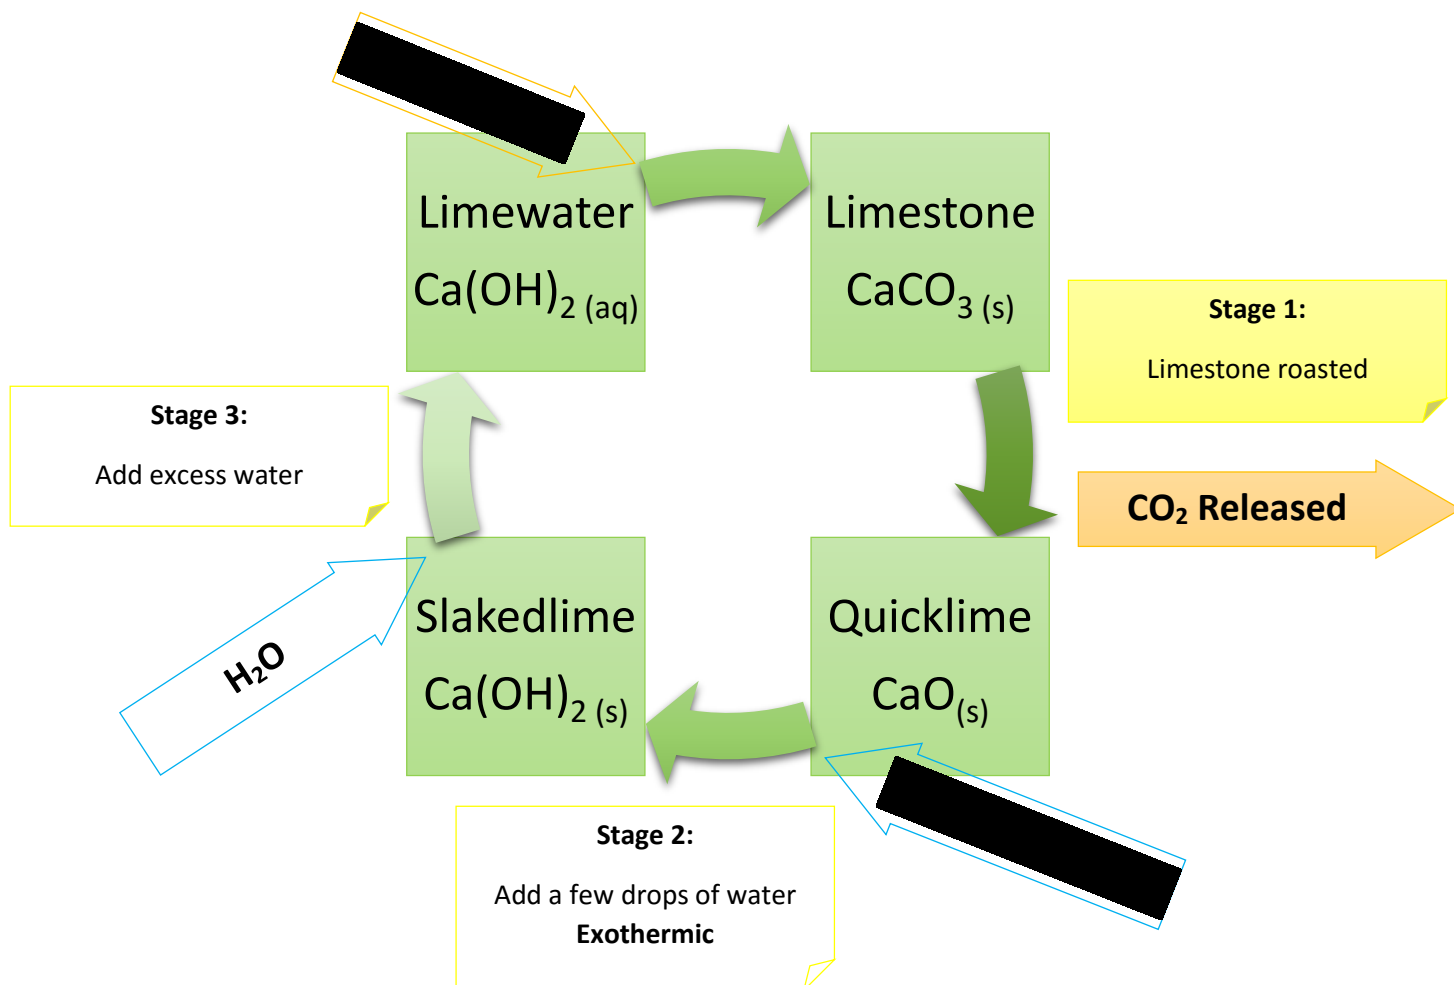 Limewater
Ca(OH)₂ (aq)
Limestone
CaCO₃ (s)
Stage 1:
Limestone roasted
CO₂ Released
Quicklime
CaO(s)
Stage 2:
Add a few drops of water
Exothermic
Slakedlime
Ca(OH)₂ (s)
H₂O
Stage 3:
Add excess water